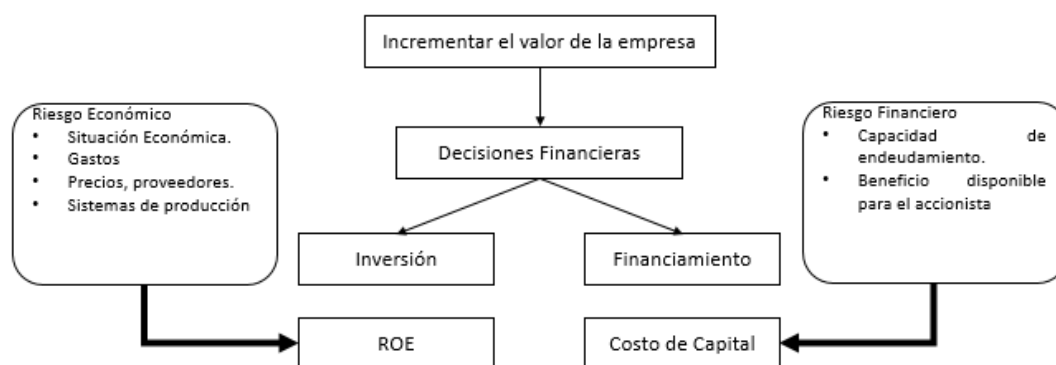 Incrementar el valor de la empresa
Riesgo Económico
• Situación Económica.
• Gastos
• Precios, proveedores.
• Sistemas de producción
Decisiones Financieras
Riesgo Financiero
• Capacidad de
endeudamiento.
• Beneficio disponible
para el accionista
Inversión
Financiamiento
ROE
Costo de Capital